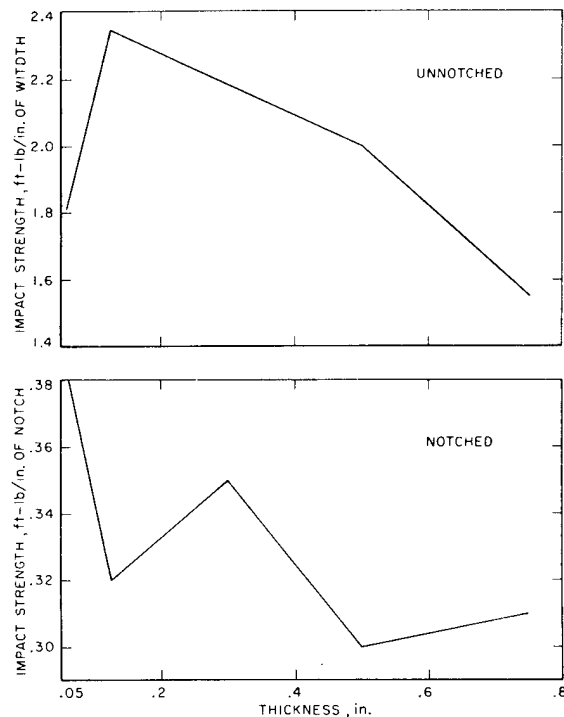 IMPACT STRENGTH, ft-lb/in. OF WITDTH
2.4
2.2
2.0
1.8
1.6
1.4
UNNOTCHED
IMPACT STRENGTH, ft-lb/in. OF NOTCH
.38
.36
.34
.32
.30
NOTCHED
.05 .2 .4 .6 .8
THICKNESS, in.